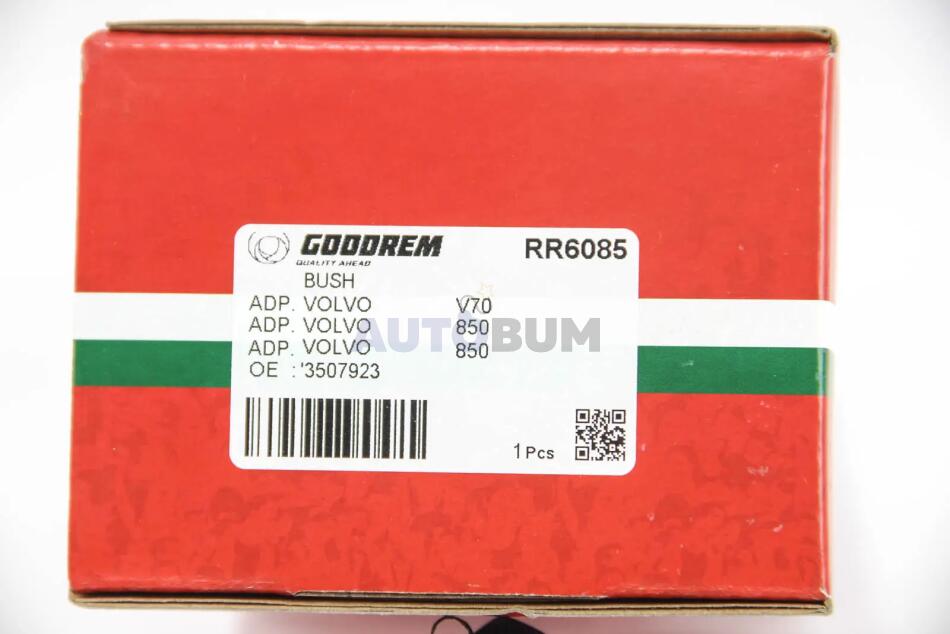 GOODREM RR6085
QUALITY AHEAD
BUSH
ADP. VOLVO V70
ADP. VOLVO 850
ADP. VOLVO 850
OE : '3507923
1 Pcs
AUTOBUM